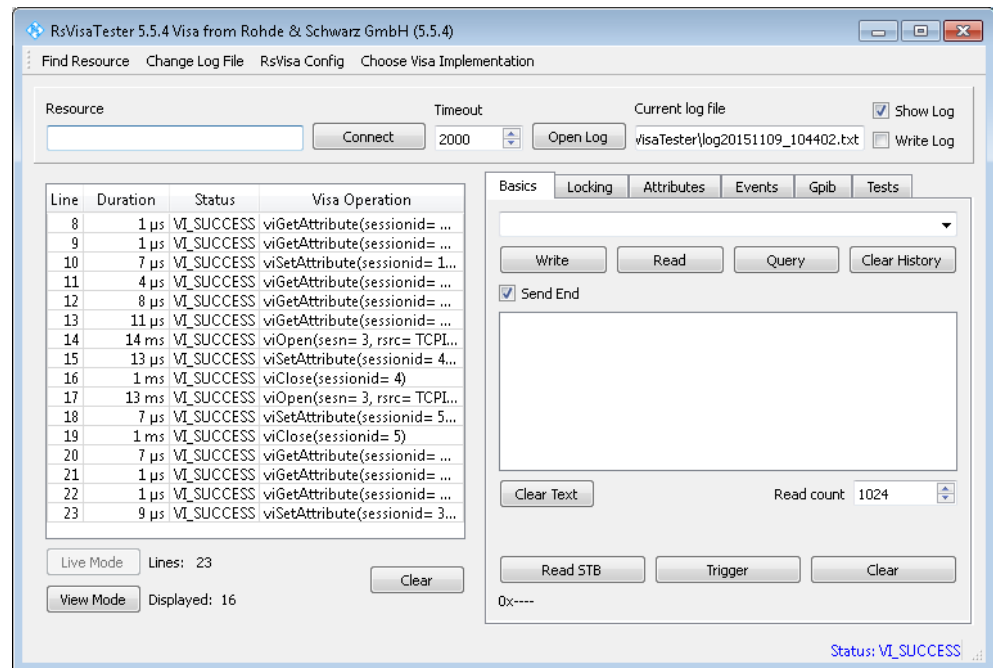 RsVisaTester 5.5.4 Visa from Rohde & Schwarz GmbH (5.5.4)
Find Resource Change Log File RsVisa Config Choose Visa Implementation
Resource Timeout Current log file Show Log
Connect 2000 Open Log VisaTester\log20151109_104402.txt Write Log
Line Duration Status Visa Operation
8 1 µs VI_SUCCESS viGetAttribute(sessionid= ...
9 1 µs VI_SUCCESS viGetAttribute(sessionid= ...
10 7 µs VI_SUCCESS viSetAttribute(sessionid= 1...
11 4 µs VI_SUCCESS viGetAttribute(sessionid= ...
12 8 µs VI_SUCCESS viGetAttribute(sessionid= ...
13 11 µs VI_SUCCESS viGetAttribute(sessionid= ...
14 14 ms VI_SUCCESS viOpen(sesn= 3, rsrc= TCPI...
15 13 µs VI_SUCCESS viSetAttribute(sessionid= 4...
16 1 ms VI_SUCCESS viClose(sessionid= 4)
17 13 ms VI_SUCCESS viOpen(sesn= 3, rsrc= TCPI...
18 7 µs VI_SUCCESS viSetAttribute(sessionid= 5...
19 1 ms VI_SUCCESS viClose(sessionid= 5)
20 7 µs VI_SUCCESS viGetAttribute(sessionid= ...
21 1 µs VI_SUCCESS viGetAttribute(sessionid= ...
22 1 µs VI_SUCCESS viGetAttribute(sessionid= ...
23 9 µs VI_SUCCESS viSetAttribute(sessionid= 3...
Live Mode Lines: 23
Clear
View Mode Displayed: 16
Basics Locking Attributes Events Gpib Tests
Write Read Query Clear History
Send End
Clear Text Read count 1024
Read STB Trigger Clear
0x----
Status: VI_SUCCESS